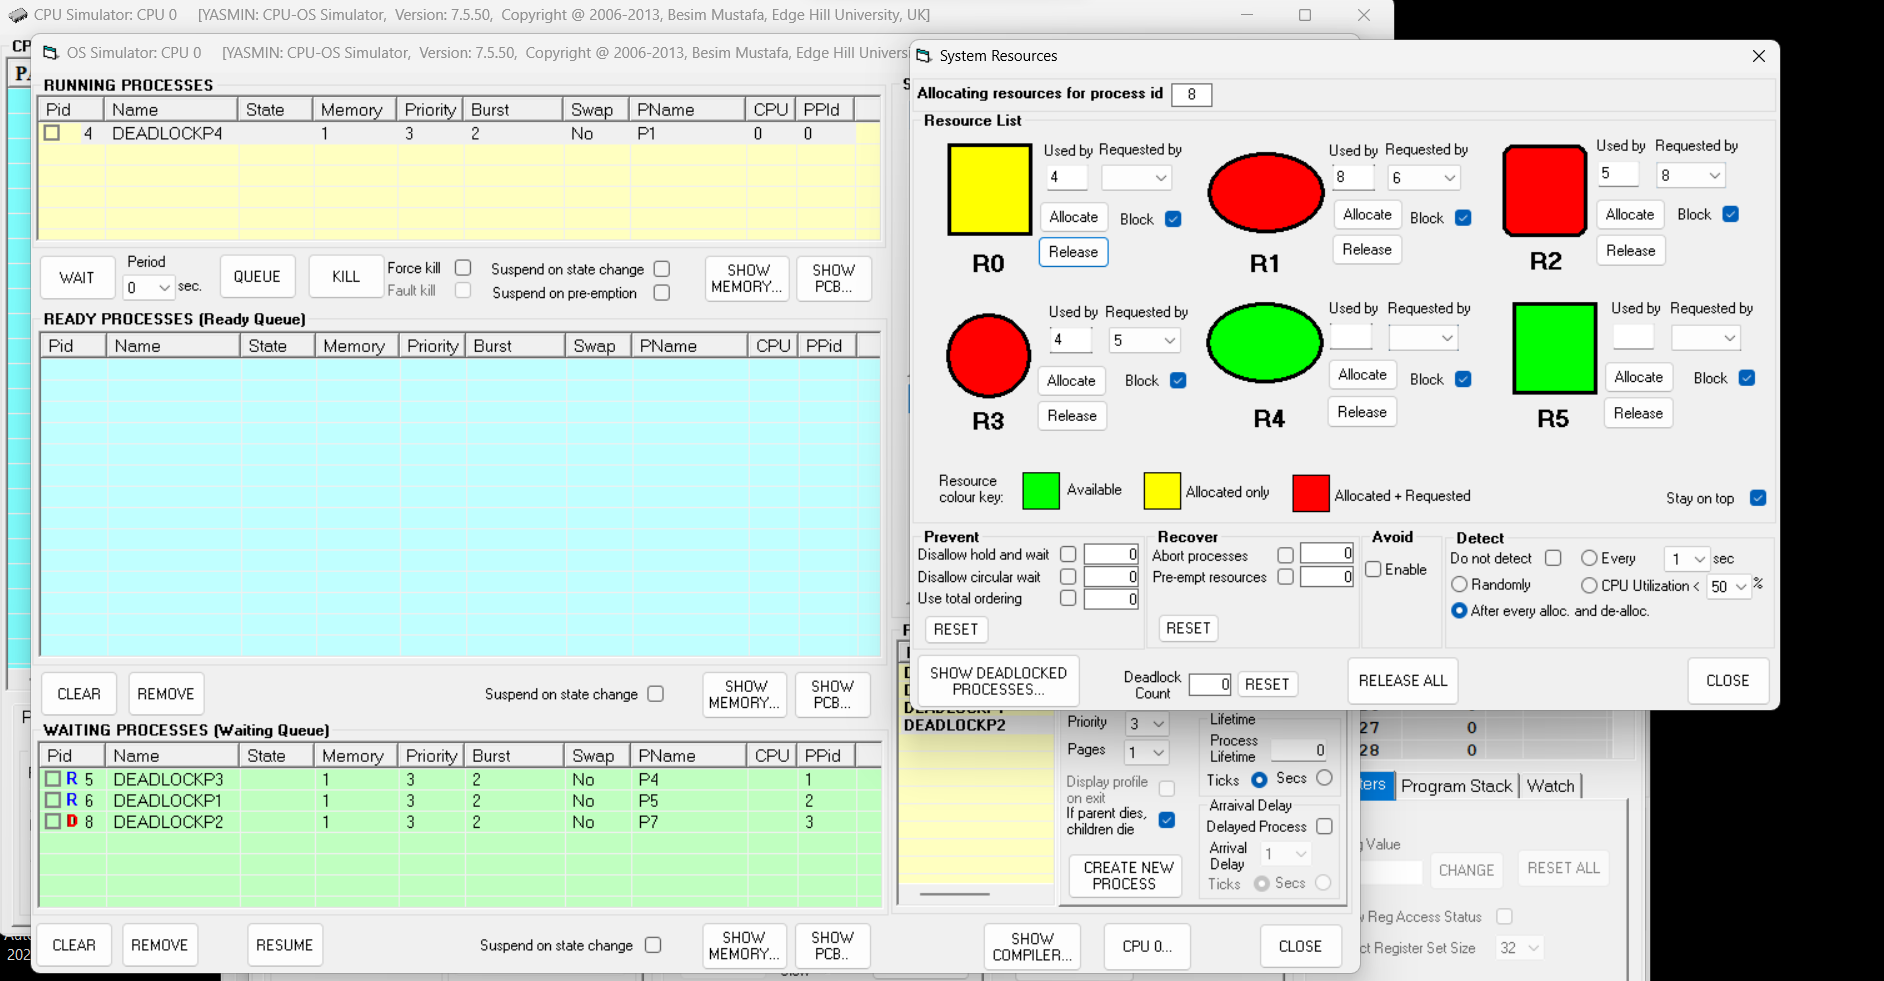 CPU Simulator: CPU 0 [YASMIN: CPU-OS Simulator, Version: 7.5.50, Copyright @ 2006-2013, Besim Mustafa, Edge Hill University, UK]
OS Simulator: CPU 0 [YASMIN: CPU-OS Simulator, Version: 7.5.50, Copyright @ 2006-2013, Besim Mustafa, Edge Hill Universi
RUNNING PROCESSES
Pid Name State Memory Priority Burst Swap PName CPU PPId
4 DEADLOCKP4 1 3 2 No P1 0 0
WAIT
Period
0 sec.
QUEUE
KILL
Force kill
Fault kill
Suspend on state change
Suspend on pre-emption
SHOW
MEMORY...
SHOW
PCB...
READY PROCESSES (Ready Queue)
Pid Name State Memory Priority Burst Swap PName CPU PPId
CLEAR
REMOVE
Suspend on state change
SHOW
MEMORY...
SHOW
PCB...
WAITING PROCESSES (Waiting Queue)
Pid Name State Memory Priority Burst Swap PName CPU PPId
R 5 DEADLOCKP3 1 3 2 No P4 1
R 6 DEADLOCKP1 1 3 2 No P5 2
D 8 DEADLOCKP2 1 3 2 No P7 3
CLEAR
REMOVE
RESUME
Suspend on state change
SHOW
MEMORY...
SHOW
PCB..
System Resources
Allocating resources for process id 8
Resource List
Used by Requested by
4
Allocate Block
Release
R0
Used by Requested by
8 6
Allocate Block
Release
R1
Used by Requested by
5 8
Allocate Block
Release
R2
Used by Requested by
4 5
Allocate Block
Release
R3
Used by Requested by
Allocate Block
Release
R4
Used by Requested by
Allocate Block
Release
R5
Resource
colour key:
Available
Allocated only
Allocated + Requested
Stay on top
Prevent
Disallow hold and wait 0
Disallow circular wait 0
Use total ordering 0
RESET
Recover
Abort processes 0
Pre-empt resources 0
RESET
Avoid
Enable
Detect
Do not detect Every 1 sec
Randomly CPU Utilization < 50 %
After every alloc. and de-alloc.
SHOW DEADLOCKED
PROCESSES...
Deadlock
Count 0 RESET
RELEASE ALL
CLOSE
DEADLOCKP2
Priority 3
Pages 1
Display profile
on exit
If parent dies,
children die
CREATE NEW
PROCESS
Lifetime
Process
Lifetime 0
Ticks Secs
Arraival Delay
Delayed Process
Arrival
Delay 1
Ticks Secs
SHOW
COMPILER...
CPU 0...
CLOSE
27 0
28 0
ters Program Stack Watch
g Value
CHANGE
RESET ALL
y Reg Access Status
ct Register Set Size 32